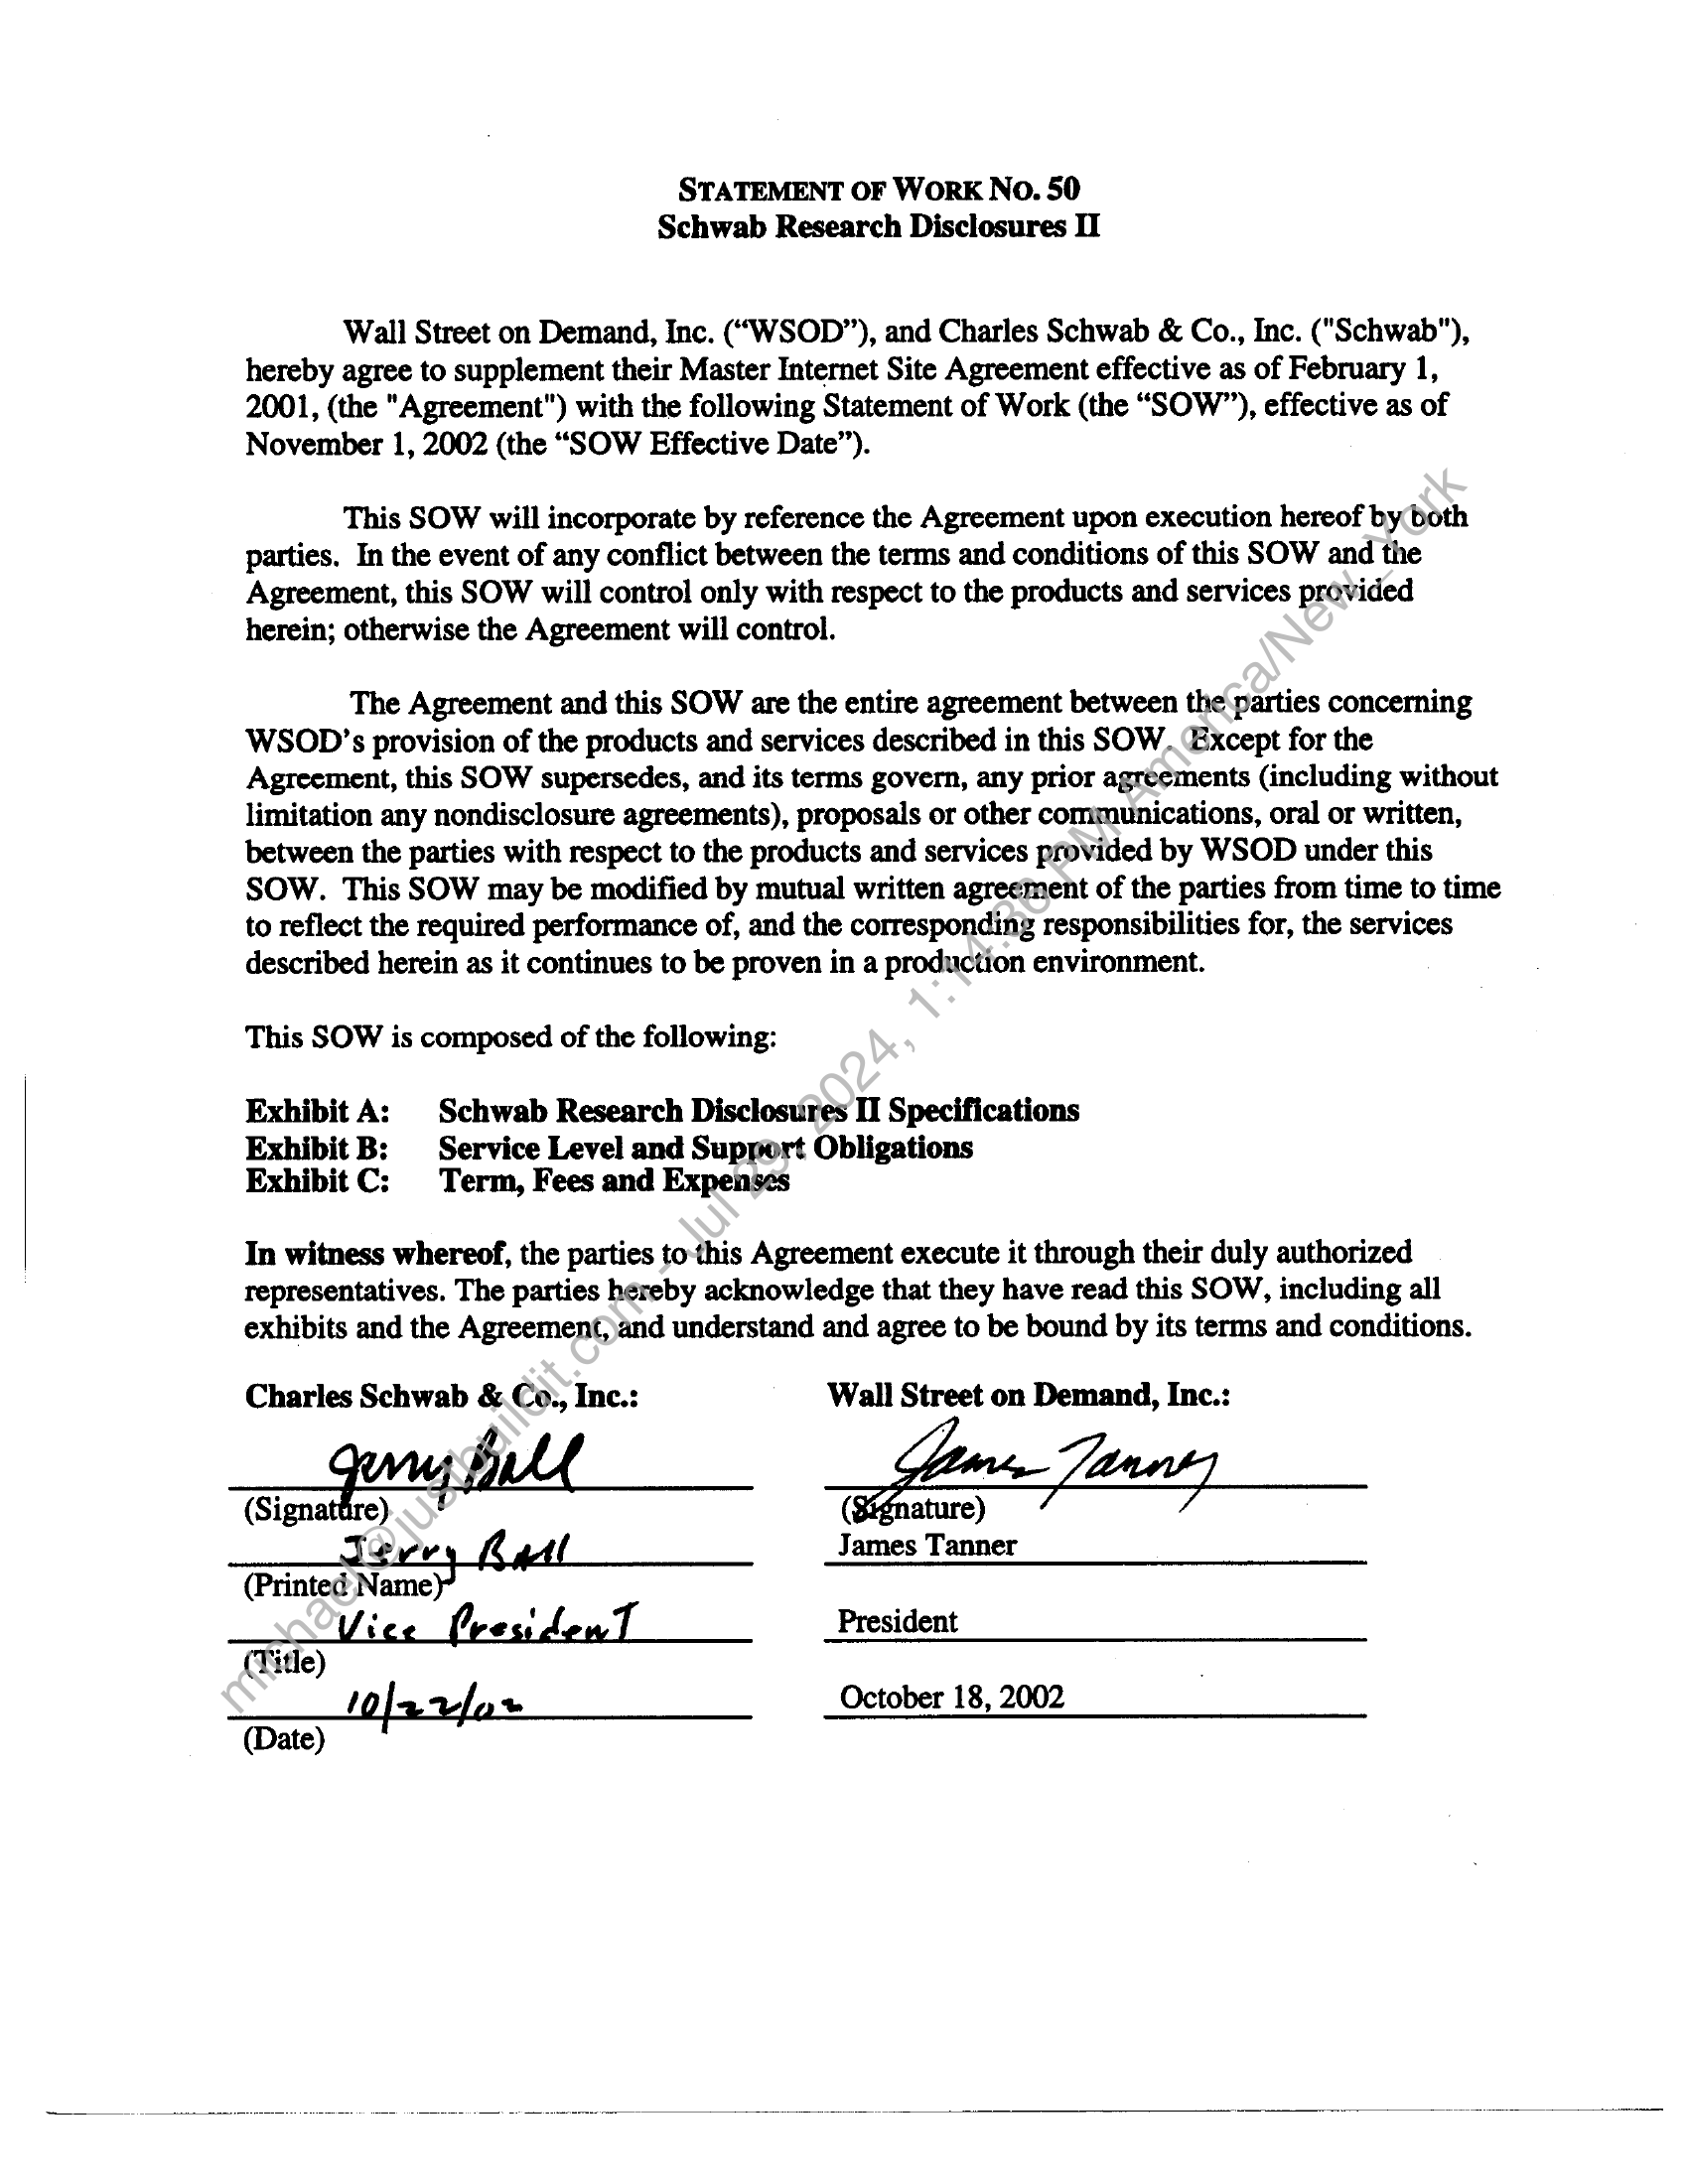 STATEMENT OF WORK NO. 50
Schwab Research Disclosures II
Wall Street on Demand, Inc. (“WSOD”), and Charles Schwab & Co., Inc. ("Schwab"),
hereby agree to supplement their Master Internet Site Agreement effective as of February 1,
2001, (the "Agreement") with the following Statement of Work (the “SOW”), effective as of
November 1, 2002 (the “SOW Effective Date”).
This SOW will incorporate by reference the Agreement upon execution hereof by both
parties. In the event of any conflict between the terms and conditions of this SOW and the
Agreement, this SOW will control only with respect to the products and services provided
herein; otherwise the Agreement will control.
The Agreement and this SOW are the entire agreement between the parties concerning
WSOD’s provision of the products and services described in this SOW. Except for the
Agreement, this SOW supersedes, and its terms govern, any prior agreements (including without
limitation any nondisclosure agreements), proposals or other communications, oral or written,
between the parties with respect to the products and services provided by WSOD under this
SOW. This SOW may be modified by mutual written agreement of the parties from time to time
to reflect the required performance of, and the corresponding responsibilities for, the services
described herein as it continues to be proven in a production environment.
This SOW is composed of the following:
Exhibit A: Schwab Research Disclosures II Specifications
Exhibit B: Service Level and Support Obligations
Exhibit C: Term, Fees and Expenses
In witness whereof, the parties to this Agreement execute it through their duly authorized
representatives. The parties hereby acknowledge that they have read this SOW, including all
exhibits and the Agreement, and understand and agree to be bound by its terms and conditions.
Charles Schwab & Co., Inc.: Wall Street on Demand, Inc.:
Jerry Ball James Tanner
(Signature) (Signature)
Jerry Ball James Tanner
(Printed Name)
Vice President President
(Title)
10/22/02 October 18, 2002
(Date)
michael@justbuildit.com - Jul 29, 2024, 1:14:36 PM America/New_York